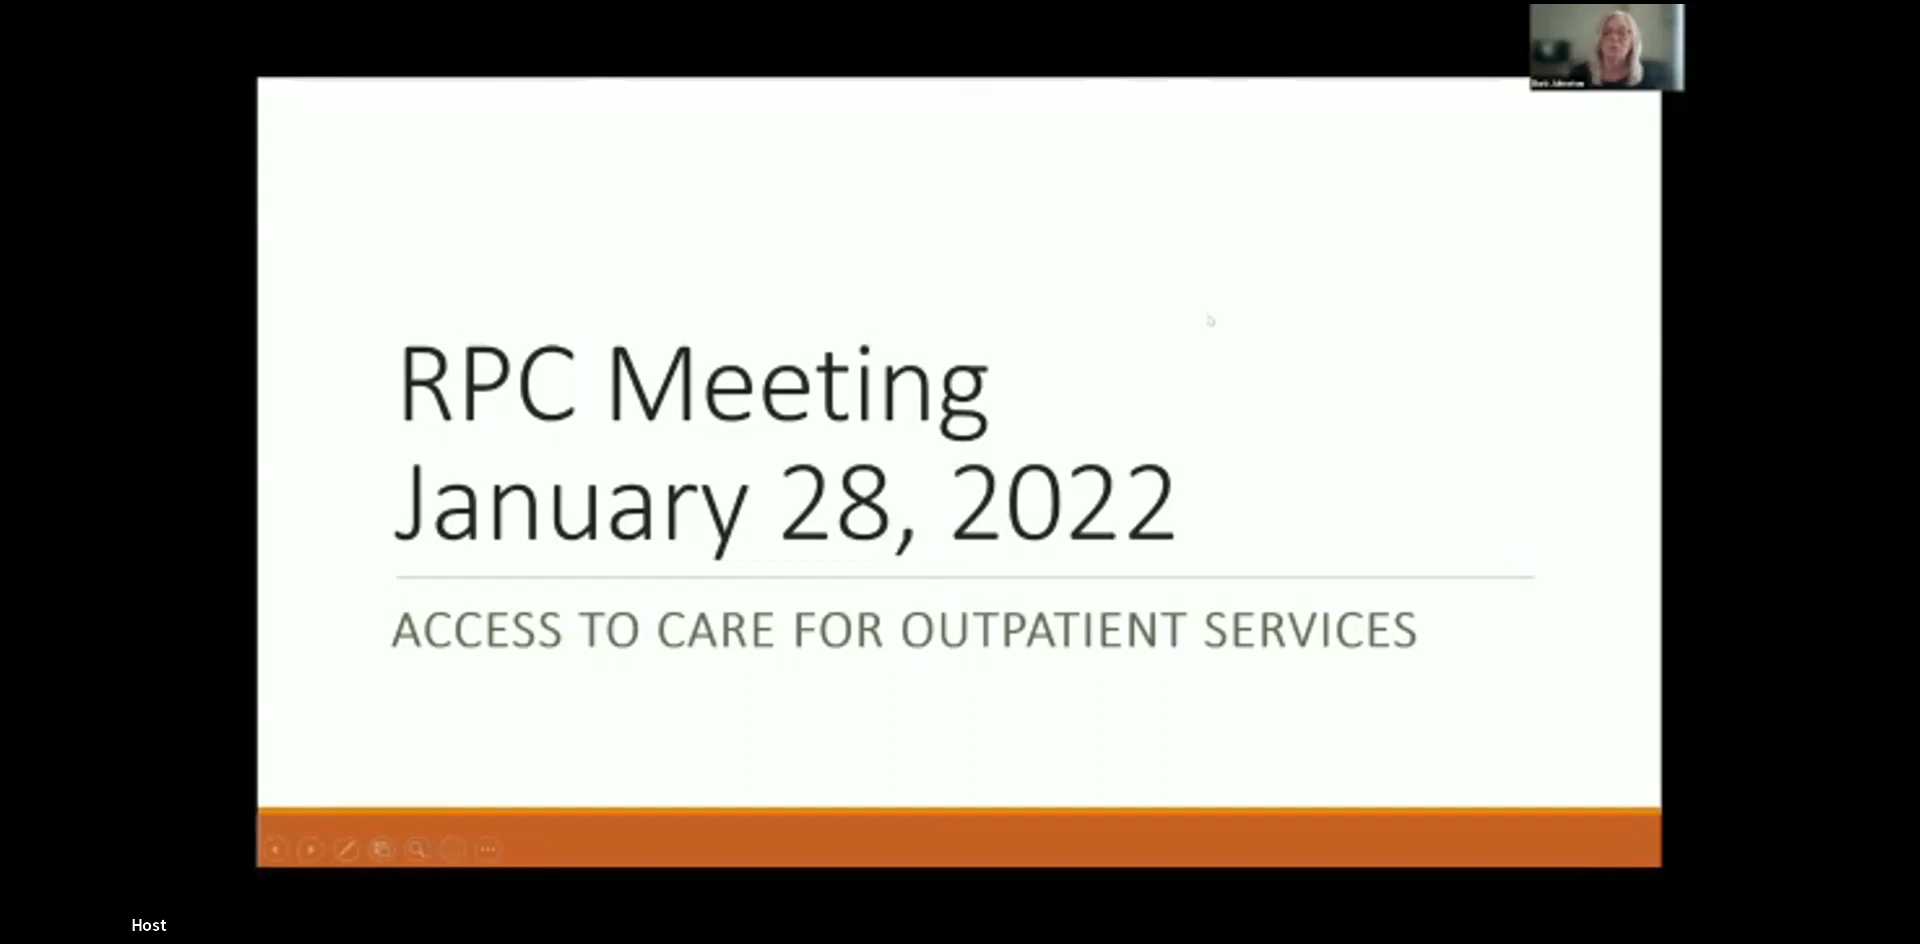 RPC Meeting
January 28, 2022
ACCESS TO CARE FOR OUTPATIENT SERVICES
Host